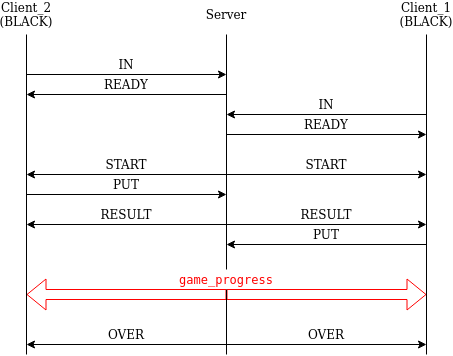 Client_2
(BLACK)
Server
Client_1
(BLACK)
IN
READY
IN
READY
START
START
PUT
RESULT
RESULT
PUT
game_progress
OVER
OVER